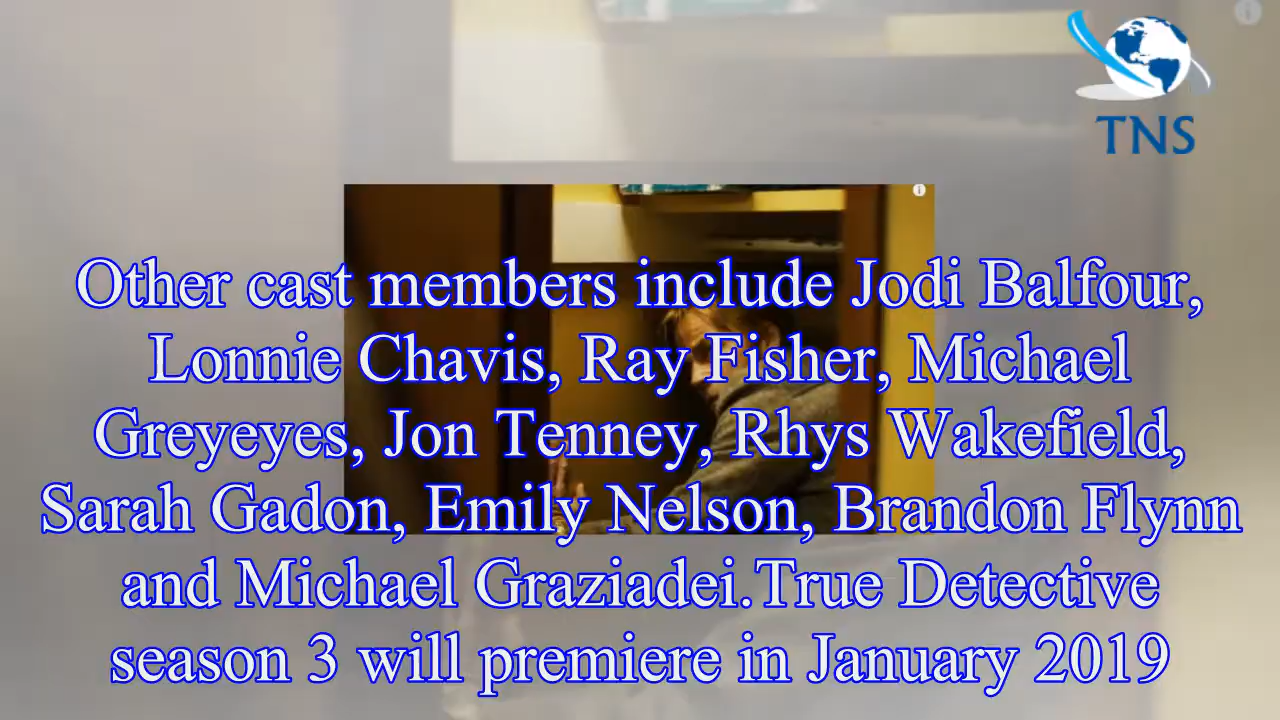 TNS
Other cast members include Jodi Balfour,
Lonnie Chavis, Ray Fisher, Michael
Greyeyes, Jon Tenney, Rhys Wakefield,
Sarah Gadon, Emily Nelson, Brandon Flynn
and Michael Graziadei.True Detective
season 3 will premiere in January 2019